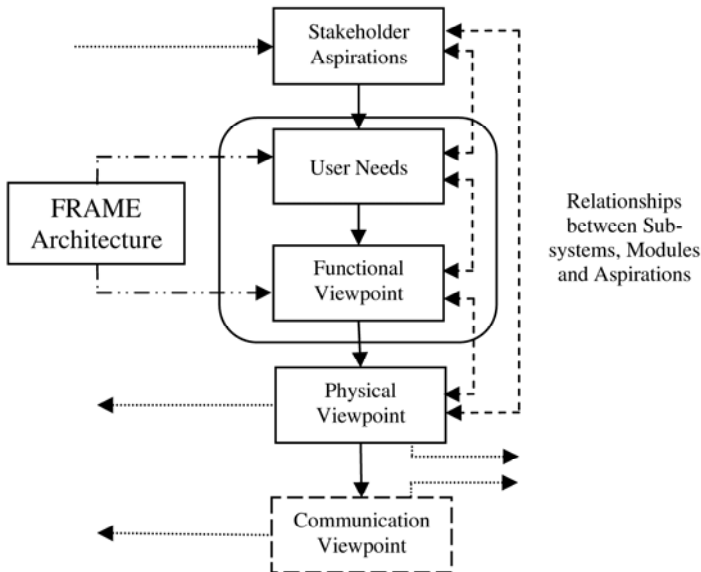 Stakeholder
Aspirations
User Needs
FRAME
Architecture
Functional
Viewpoint
Relationships
between Sub-
systems, Modules
and Aspirations
Physical
Viewpoint
Communication
Viewpoint